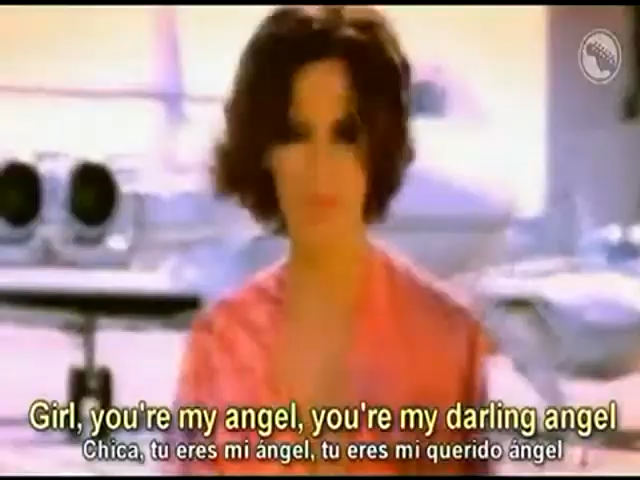 Girl, you're my angel, you're my darling angel
Chica, tu eres mi ángel, tu eres mi querido ángel